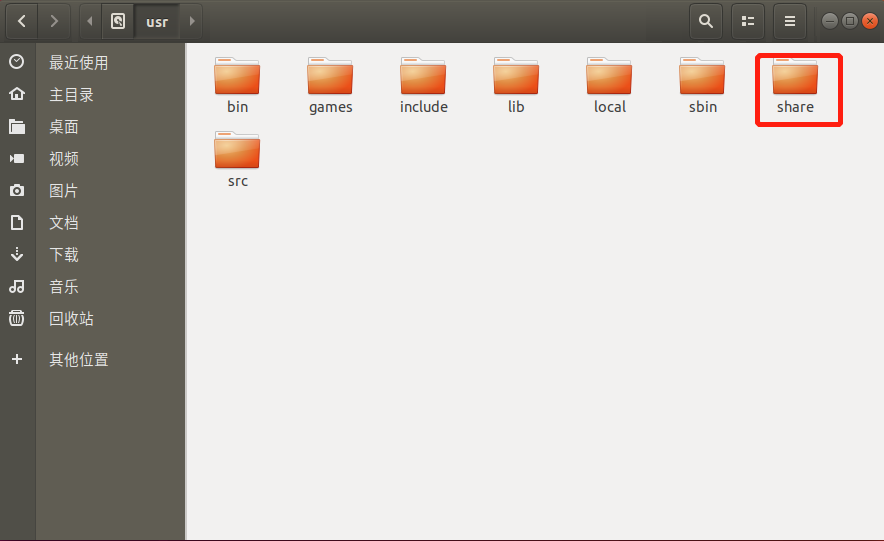 usr
最近使用
主目录
桌面
视频
图片
文档
下载
音乐
回收站
其他位置
bin
games
include
lib
local
sbin
share
src